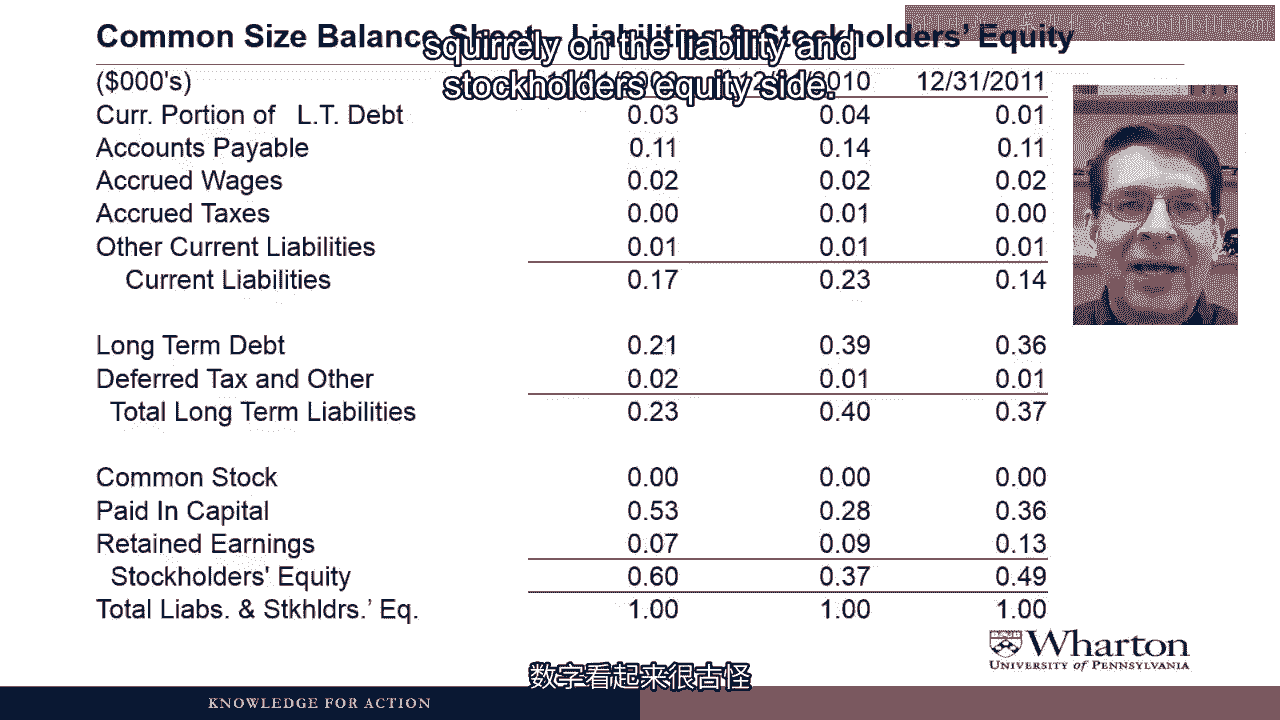 Common Size Balance Sheet - Liabilities & Stockholders' Equity
squirrely on the liability and
stockholders equity side.
($000's) 12/31/2011
Curr. Portion of L.T. Debt 0.03 0.04 0.01
Accounts Payable 0.11 0.14 0.11
Accrued Wages 0.02 0.02 0.02
Accrued Taxes 0.00 0.01 0.00
Other Current Liabilities 0.01 0.01 0.01
Current Liabilities 0.17 0.23 0.14
Long Term Debt 0.21 0.39 0.36
Deferred Tax and Other 0.02 0.01 0.01
Total Long Term Liabilities 0.23 0.40 0.37
Common Stock 0.00 0.00 0.00
Paid In Capital 0.53 0.28 0.36
Retained Earnings 0.07 0.09 0.13
Stockholders' Equity 0.60 0.37 0.49
Total Liabs. & Stkhldrs.' Eq. 1.00 1.00 1.00
Wharton
UNIVERSITY of PENNSYLVANIA
数字看起来很古怪
KNOWLEDGE FOR ACTION